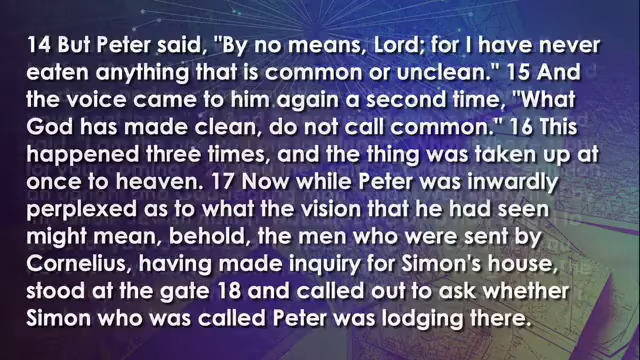 14 But Peter said, "By no means, Lord; for I have never
eaten anything that is common or unclean." 15 And
the voice came to him again a second time, "What
God has made clean, do not call common." 16 This
happened three times, and the thing was taken up at
once to heaven. 17 Now while Peter was inwardly
perplexed as to what the vision that he had seen
might mean, behold, the men who were sent by
Cornelius, having made inquiry for Simon's house,
stood at the gate 18 and called out to ask whether
Simon who was called Peter was lodging there.